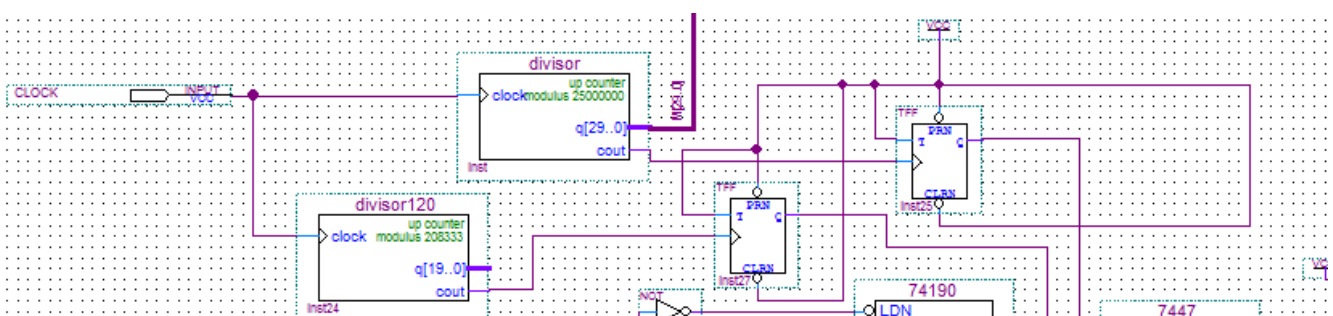 VCC
divisor
up counter
CLOCK
INPUT
VCC
clock
modulus 25000000
TFF
PRN
T
Q
q[29..0]
cout
inst
CLRN
inst25
divisor120
TFF
PRN
T
Q
up counter
clock
modulus 208333
q[19..0]
cout
CLRN
inst27
inst24
NOT
74190
LDN
7447